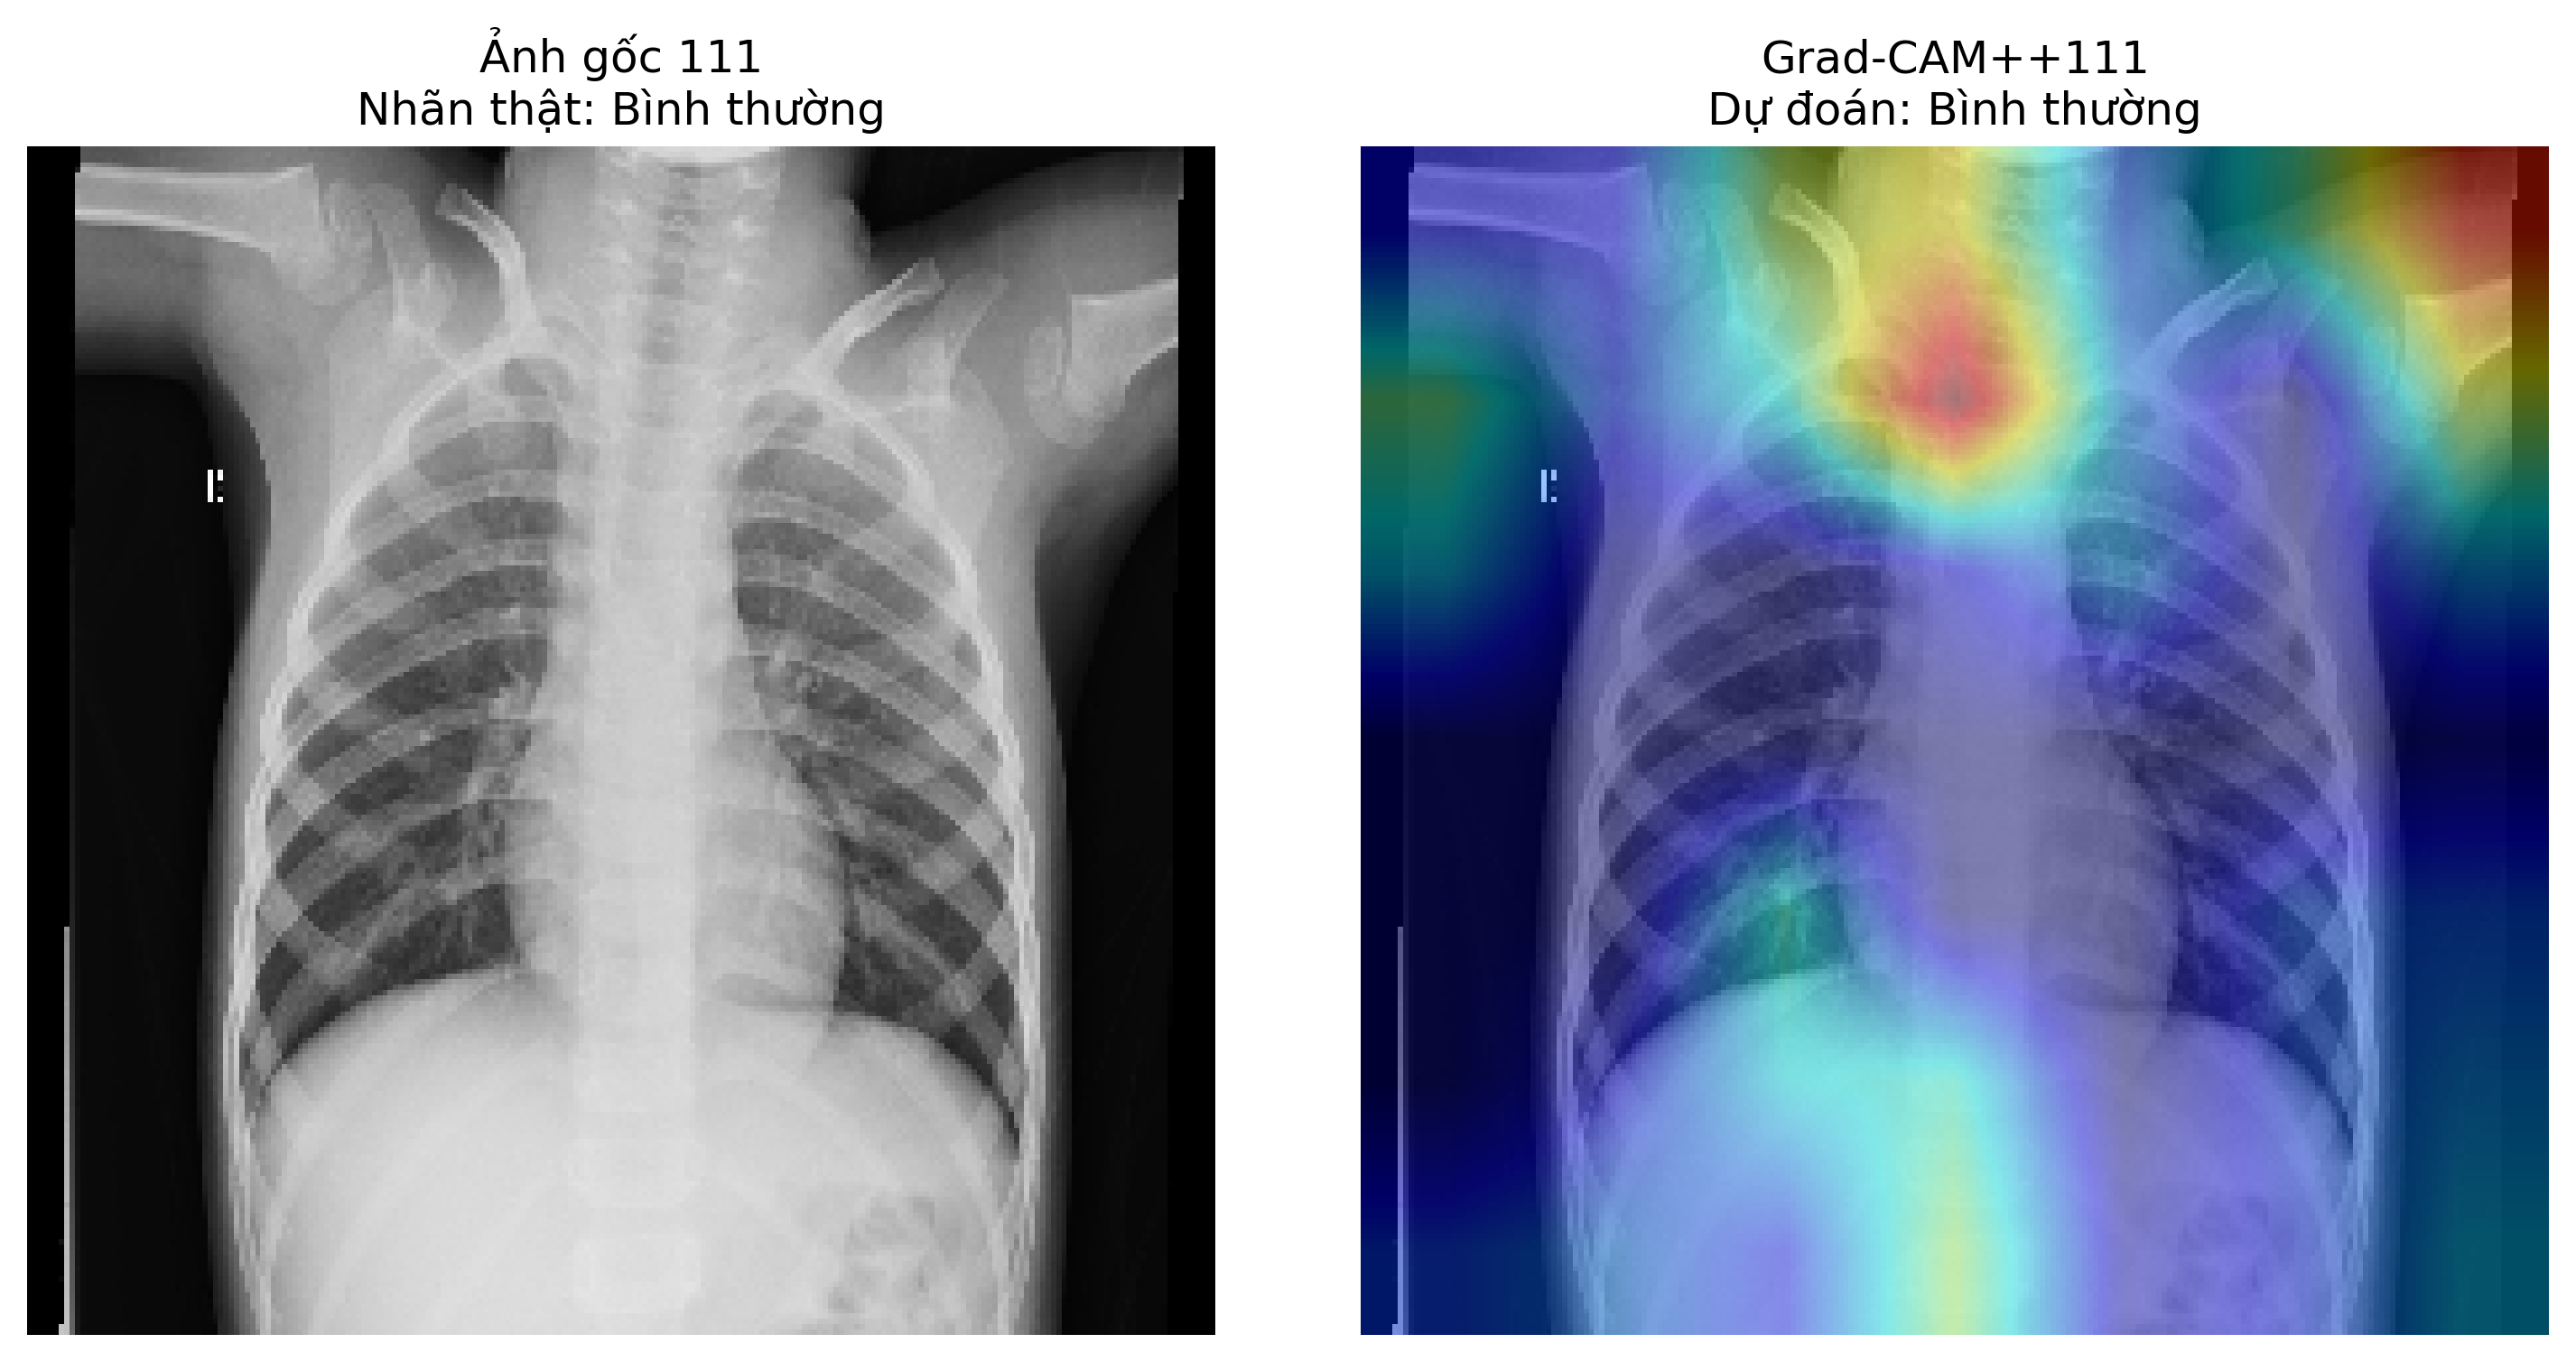 Ảnh gốc 111
Nhãn thật: Bình thường
Grad-CAM++111
Dự đoán: Bình thường